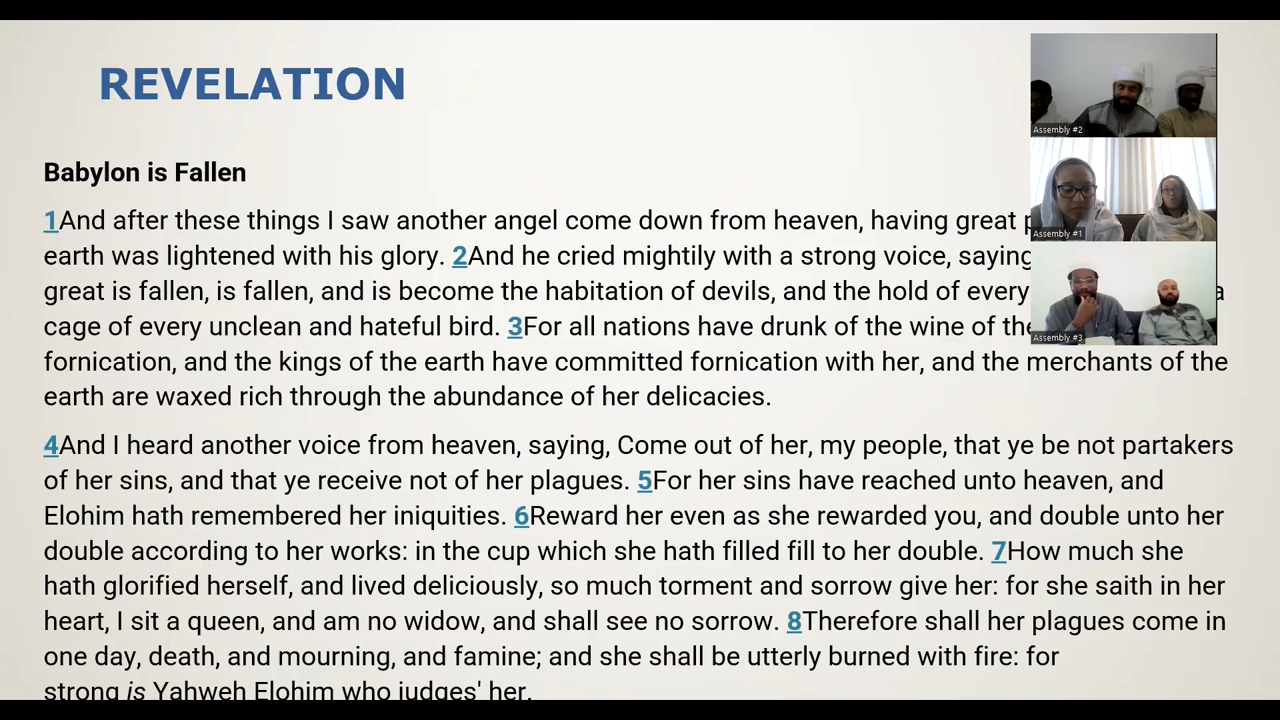 REVELATION
Babylon is Fallen
1And after these things I saw another angel come down from heaven, having great
earth was lightened with his glory. 2And he cried mightily with a strong voice, saying
great is fallen, is fallen, and is become the habitation of devils, and the hold of every a
cage of every unclean and hateful bird. 3For all nations have drunk of the wine of the
fornication, and the kings of the earth have committed fornication with her, and the merchants of the
earth are waxed rich through the abundance of her delicacies.
4And I heard another voice from heaven, saying, Come out of her, my people, that ye be not partakers
of her sins, and that ye receive not of her plagues. 5For her sins have reached unto heaven, and
Elohim hath remembered her iniquities. 6Reward her even as she rewarded you, and double unto her
double according to her works: in the cup which she hath filled fill to her double. 7How much she
hath glorified herself, and lived deliciously, so much torment and sorrow give her: for she saith in her
heart, I sit a queen, and am no widow, and shall see no sorrow. 8Therefore shall her plagues come in
one day, death, and mourning, and famine; and she shall be utterly burned with fire: for
strong is Yahweh Elohim who judges' her.
Assembly #2
Assembly #1
Assembly #3